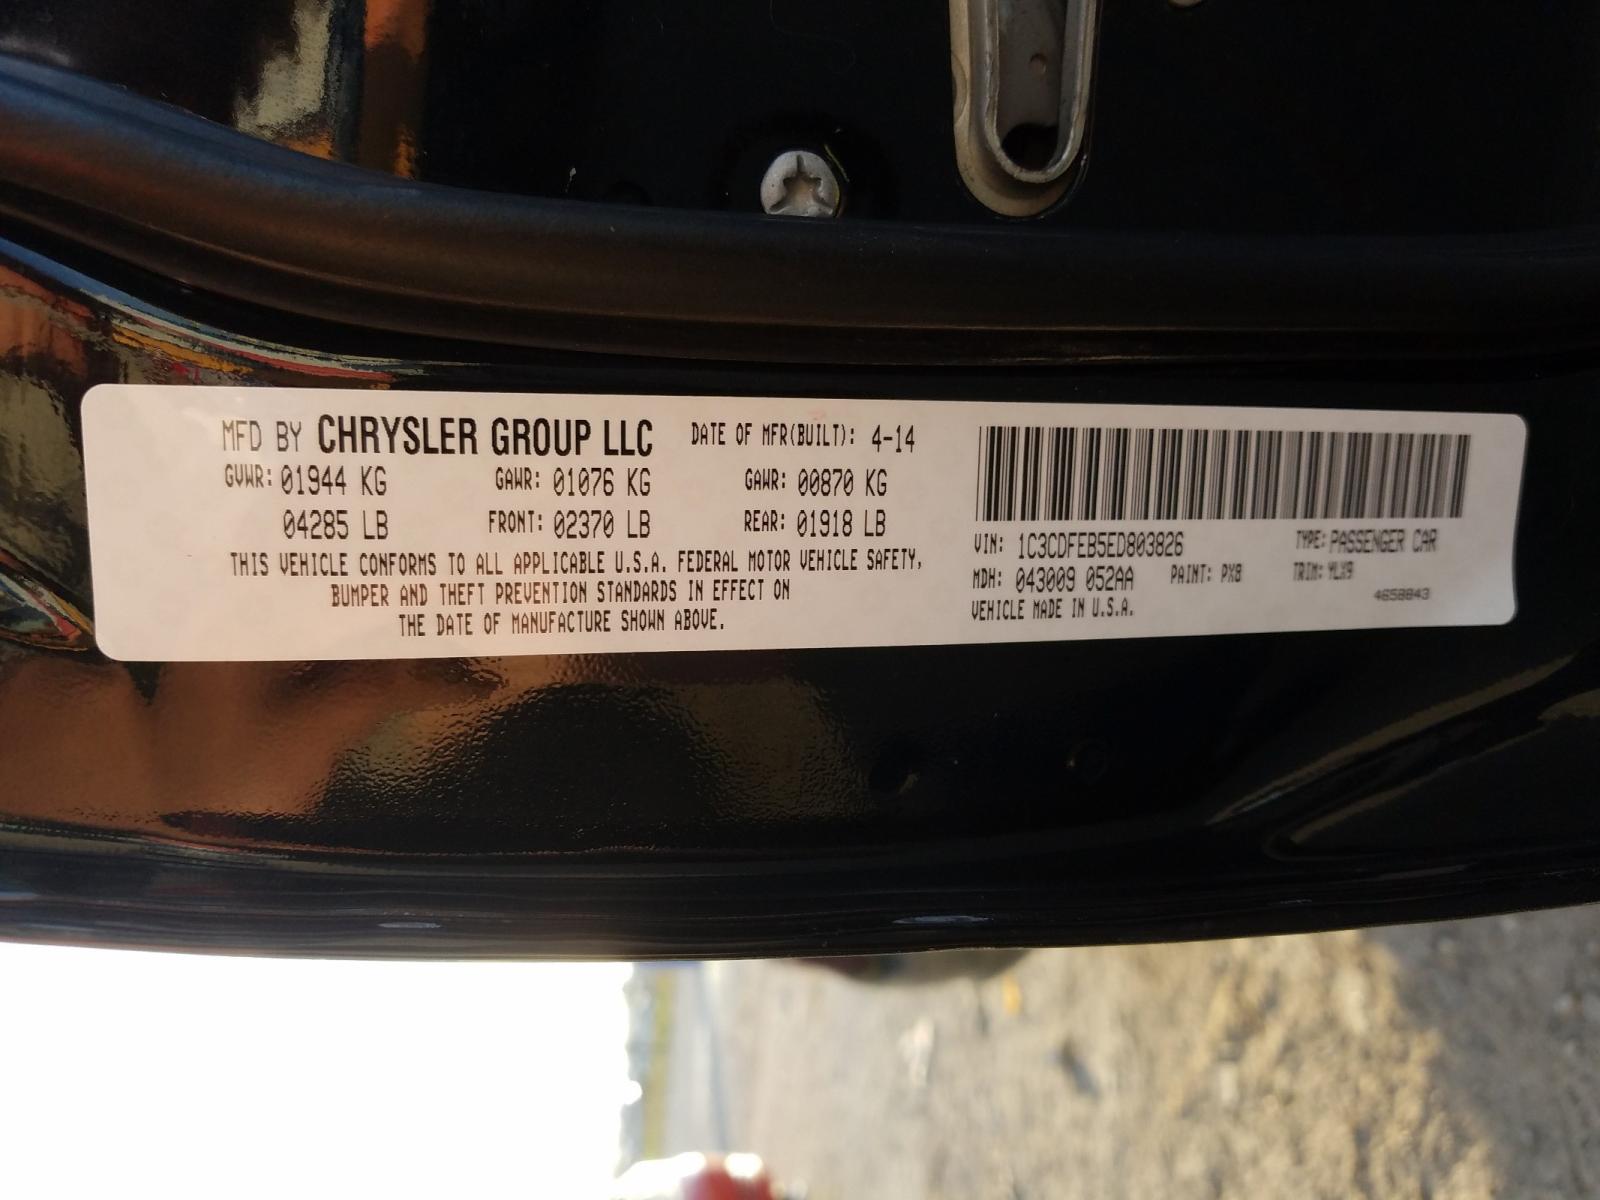 MFD BY CHRYSLER GROUP LLC DATE OF MFR(BUILT): 4-14
GVWR: 01944 KG GAWR: 01076 KG GAWR: 00870 KG
04285 LB FRONT: 02370 LB REAR: 01918 LB
THIS VEHICLE CONFORMS TO ALL APPLICABLE U.S.A. FEDERAL MOTOR VEHICLE SAFETY,
BUMPER AND THEFT PREVENTION STANDARDS IN EFFECT ON
THE DATE OF MANUFACTURE SHOWN ABOVE.
VIN: 1C3CDFEB5ED803826 TYPE: PASSENGER CAR
MDH: 043009 052AA PAINT: PX8 TRIM: YLX9
VEHICLE MADE IN U.S.A. 4658843